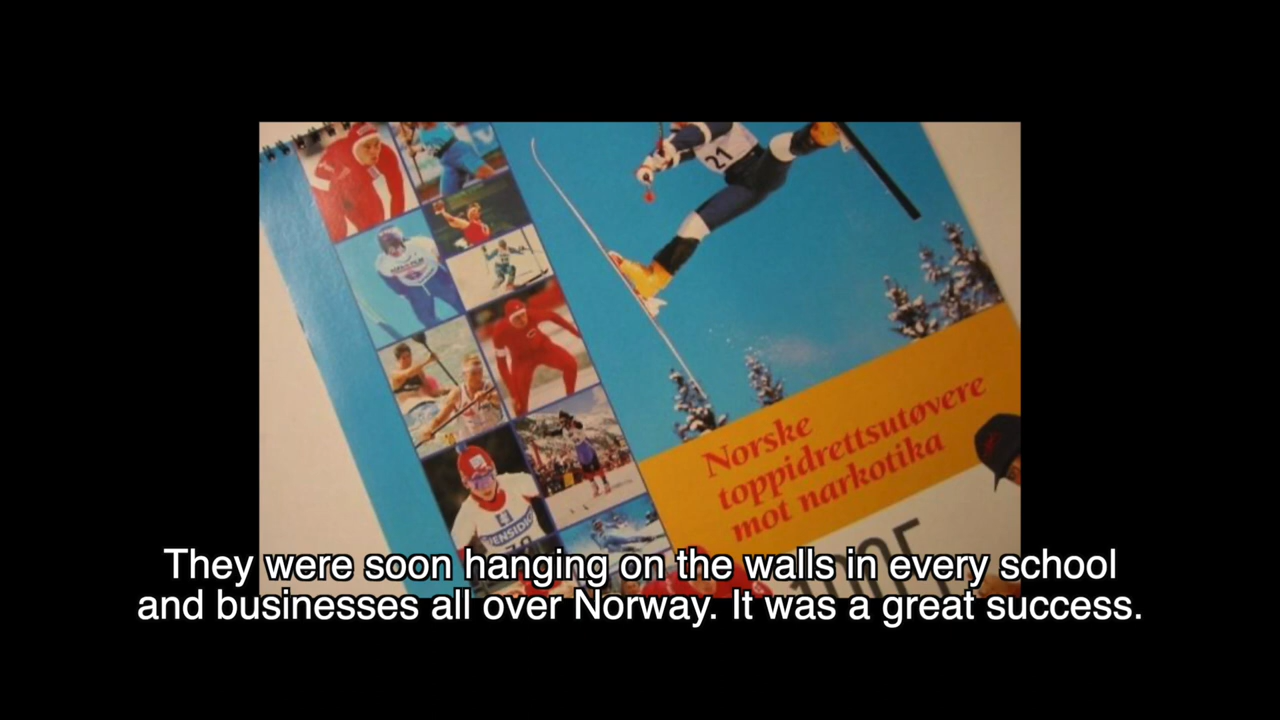 21
Norske
toppidrettsutøvere
mot narkotika
They were soon hanging on the walls in every school
and businesses all over Norway. It was a great success.